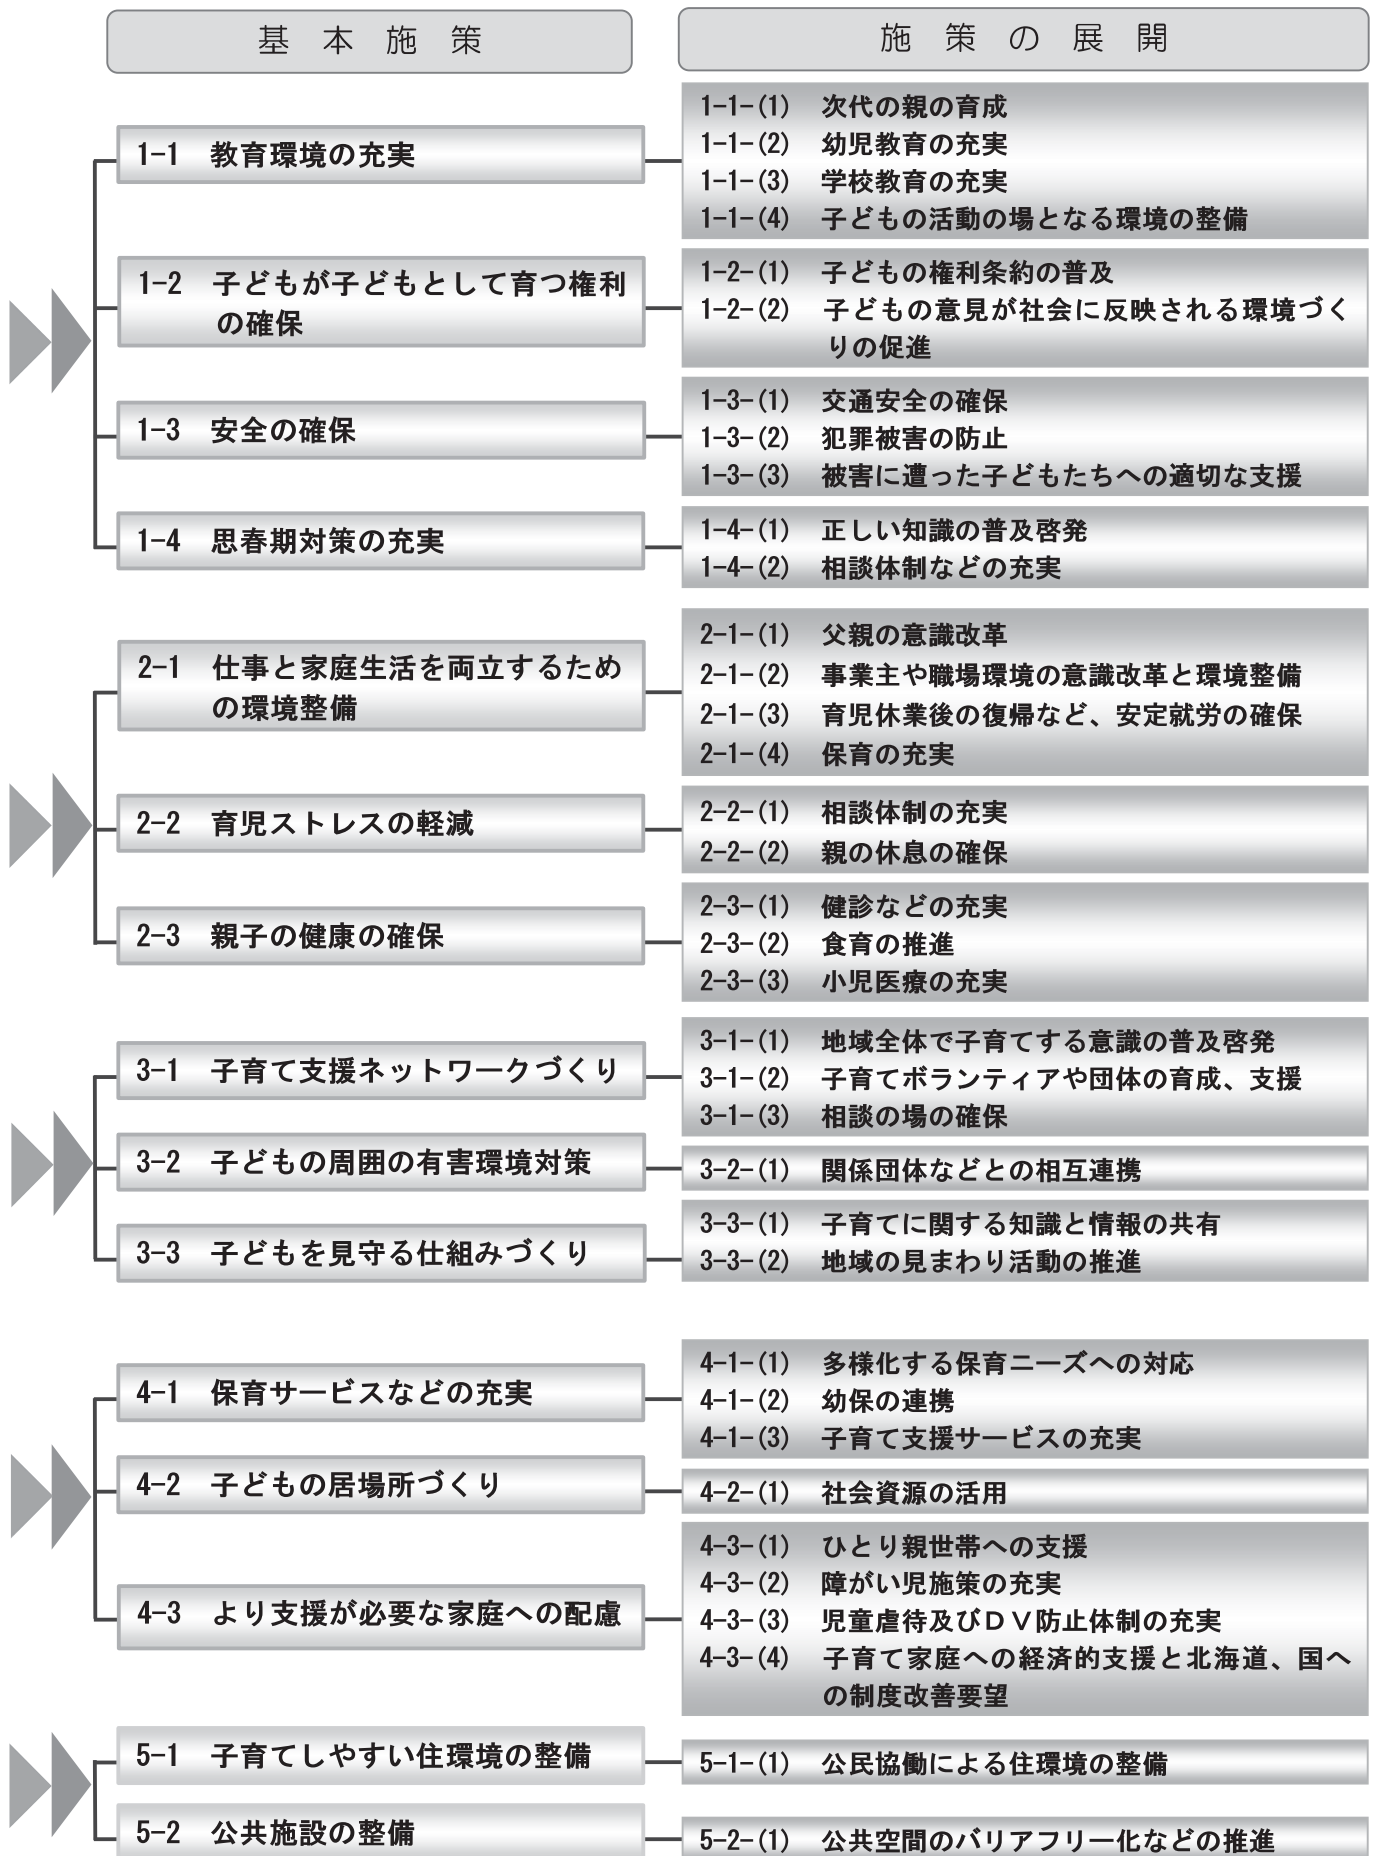 基本施策
施策の展開
1-1 教育環境の充実
1-1-(1) 次代の親の育成
1-1-(2) 幼児教育の充実
1-1-(3) 学校教育の充実
1-1-(4) 子どもの活動の場となる環境の整備
1-2 子どもが子どもとして育つ権利
の確保
1-2-(1) 子どもの権利条約の普及
1-2-(2) 子どもの意見が社会に反映される環境づく
りの促進
1-3 安全の確保
1-3-(1) 交通安全の確保
1-3-(2) 犯罪被害の防止
1-3-(3) 被害に遭った子どもたちへの適切な支援
1-4 思春期対策の充実
1-4-(1) 正しい知識の普及啓発
1-4-(2) 相談体制などの充実
2-1 仕事と家庭生活を両立するため
の環境整備
2-1-(1) 父親の意識改革
2-1-(2) 事業主や職場環境の意識改革と環境整備
2-1-(3) 育児休業後の復帰など、安定就労の確保
2-1-(4) 保育の充実
2-2 育児ストレスの軽減
2-2-(1) 相談体制の充実
2-2-(2) 親の休息の確保
2-3 親子の健康の確保
2-3-(1) 健診などの充実
2-3-(2) 食育の推進
2-3-(3) 小児医療の充実
3-1 子育て支援ネットワークづくり
3-1-(1) 地域全体で子育てする意識の普及啓発
3-1-(2) 子育てボランティアや団体の育成、支援
3-1-(3) 相談の場の確保
3-2 子どもの周囲の有害環境対策
3-2-(1) 関係団体などとの相互連携
3-3 子どもを見守る仕組みづくり
3-3-(1) 子育てに関する知識と情報の共有
3-3-(2) 地域の見まわり活動の推進
4-1 保育サービスなどの充実
4-1-(1) 多様化する保育ニーズへの対応
4-1-(2) 幼保の連携
4-1-(3) 子育て支援サービスの充実
4-2 子どもの居場所づくり
4-2-(1) 社会資源の活用
4-3 より支援が必要な家庭への配慮
4-3-(1) ひとり親世帯への支援
4-3-(2) 障がい児施策の充実
4-3-(3) 児童虐待及びＤＶ防止体制の充実
4-3-(4) 子育て家庭への経済的支援と北海道、国へ
の制度改善要望
5-1 子育てしやすい住環境の整備
5-1-(1) 公民協働による住環境の整備
5-2 公共施設の整備
5-2-(1) 公共空間のバリアフリー化などの推進